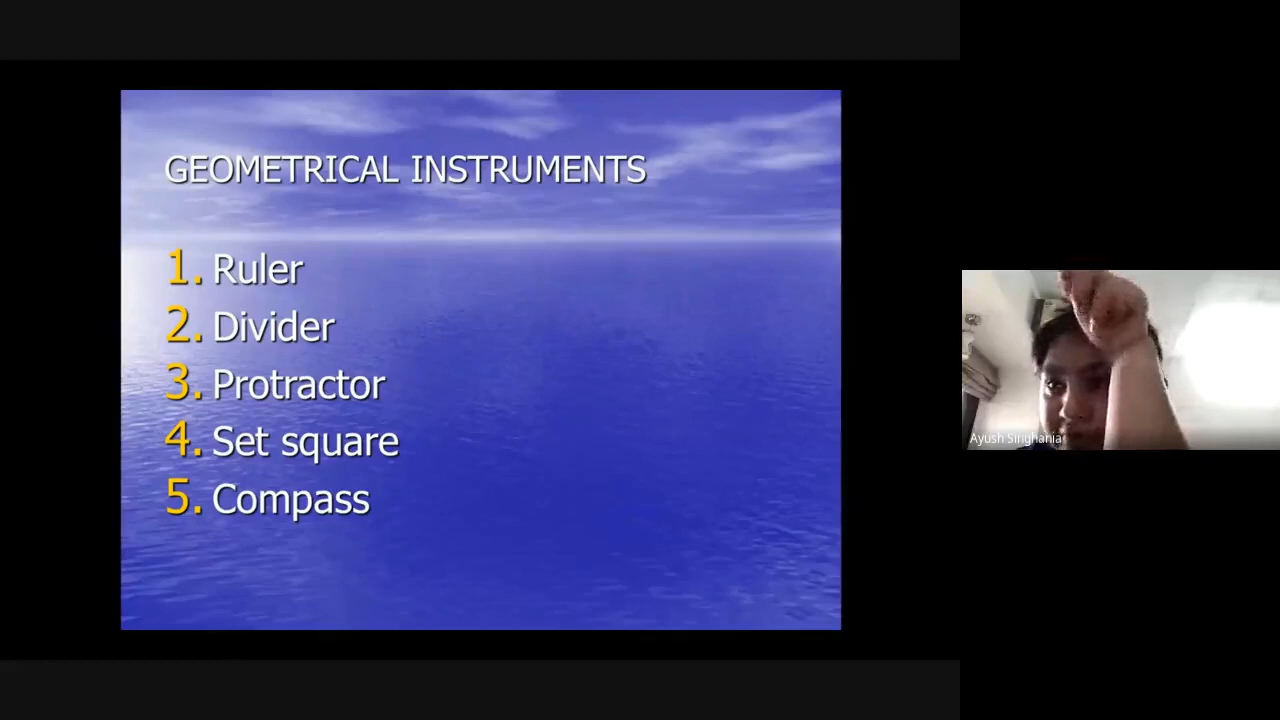 GEOMETRICAL INSTRUMENTS
1. Ruler
2. Divider
3. Protractor
4. Set square
5. Compass
Ayush Singhania